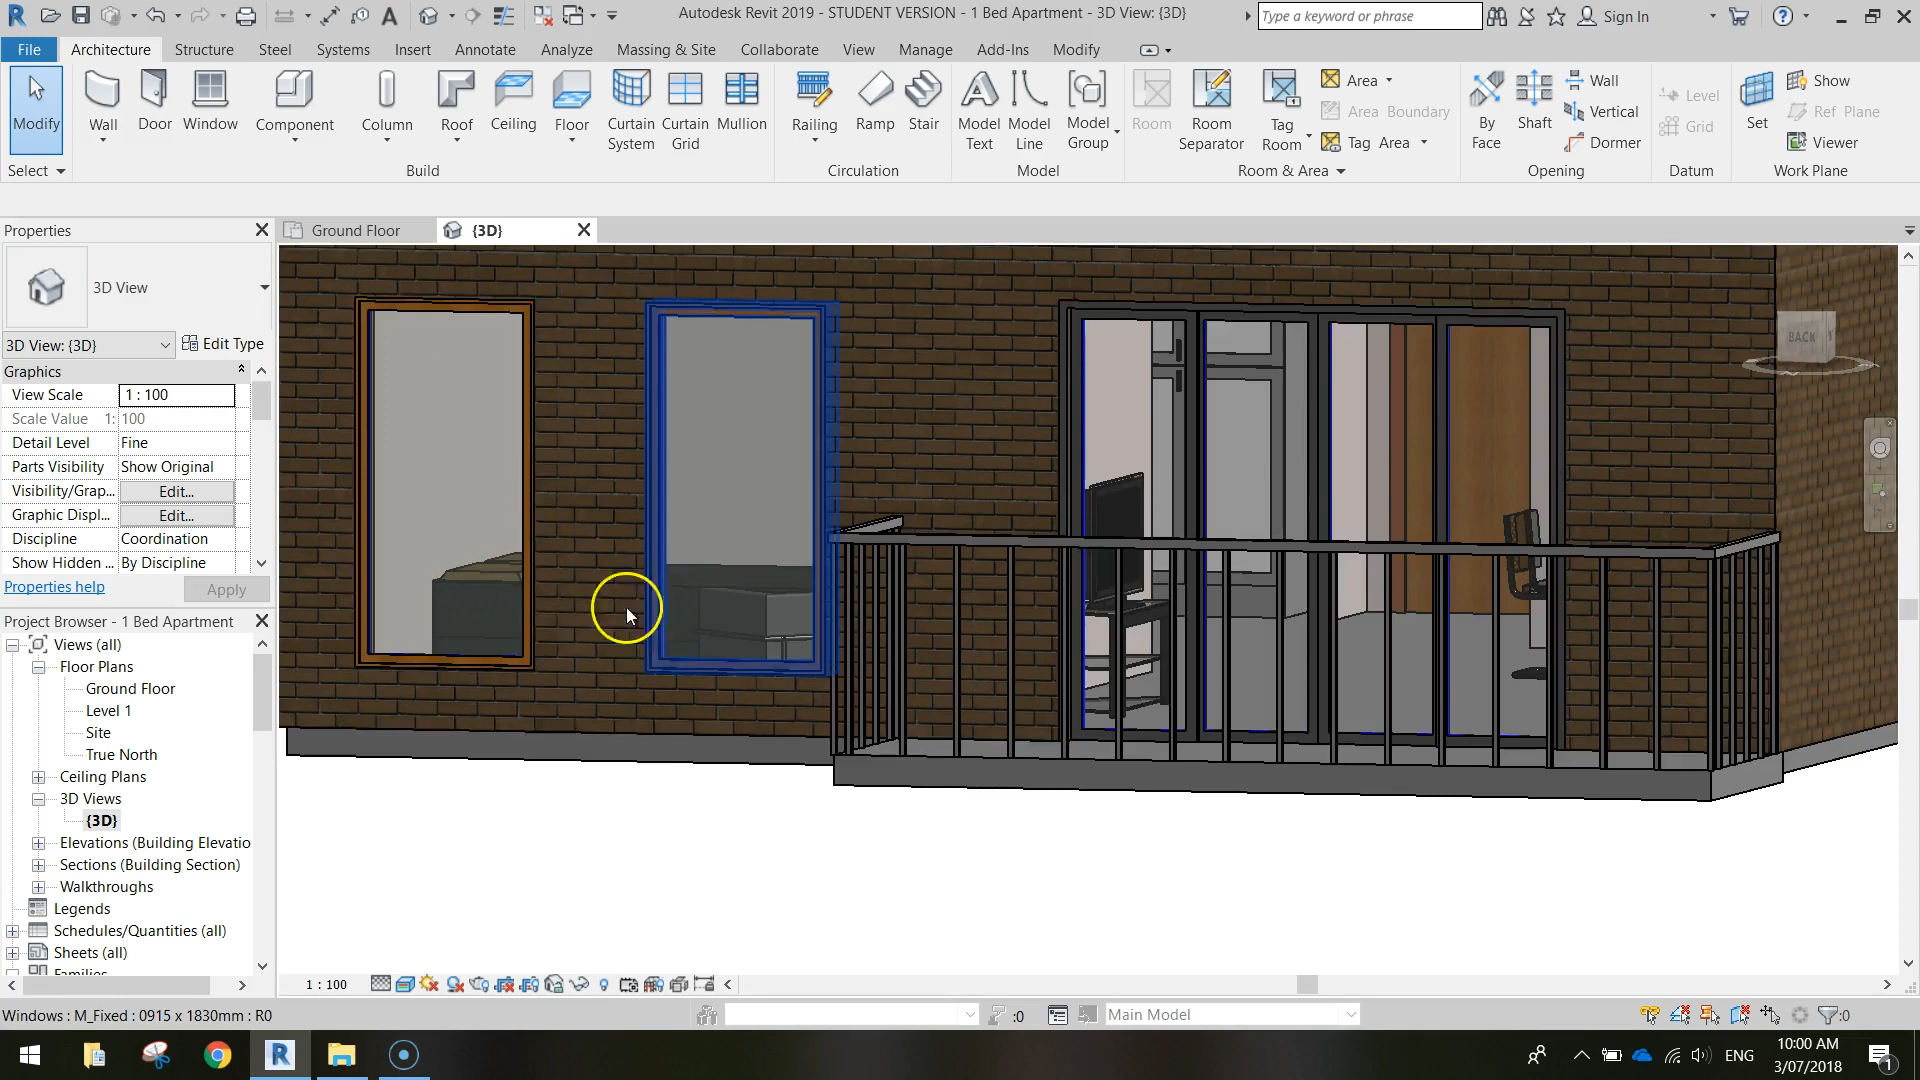 Autodesk Revit 2019 - STUDENT VERSION - 1 Bed Apartment - 3D View: {3D}
Type a keyword or phrase
Sign In
File Architecture Structure Steel Systems Insert Annotate Analyze Massing & Site Collaborate View Manage Add-Ins Modify
Modify
Wall
Door
Window
Component
Column
Roof
Ceiling
Floor
Curtain System
Curtain Grid
Mullion
Railing
Ramp
Stair
Model Text
Model Line
Model Group
Room
Room Separator
Tag Room
Area
Area Boundary
Tag Area
By Face
Shaft
Wall
Vertical
Dormer
Level
Grid
Set
Show
Ref Plane
Viewer
Select
Build
Circulation
Model
Room & Area
Opening
Datum
Work Plane
Properties
Ground Floor
{3D}
3D View
3D View: {3D}
Edit Type
Graphics
View Scale 1 : 100
Scale Value 1: 100
Detail Level Fine
Parts Visibility Show Original
Visibility/Grap... Edit...
Graphic Displ... Edit...
Discipline Coordination
Show Hidden ... By Discipline
Properties help
Apply
Project Browser - 1 Bed Apartment
Views (all)
Floor Plans
Ground Floor
Level 1
Site
True North
Ceiling Plans
3D Views
{3D}
Elevations (Building Elevatio
Sections (Building Section)
Walkthroughs
Legends
Schedules/Quantities (all)
Sheets (all)
Families
BACK
1 : 100
Windows : M_Fixed : 0915 x 1830mm : R0
:0
Main Model
:0
ENG
10:00 AM
3/07/2018
1